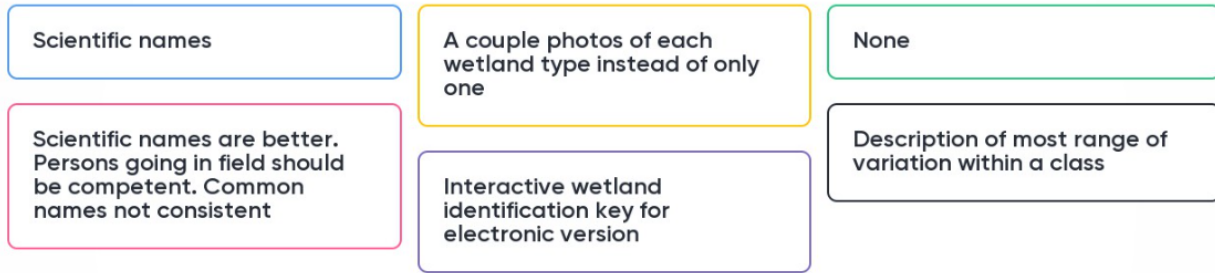 Scientific names
Scientific names are better.
Persons going in field should
be competent. Common
names not consistent
A couple photos of each
wetland type instead of only
one
Interactive wetland
identification key for
electronic version
None
Description of most range of
variation within a class